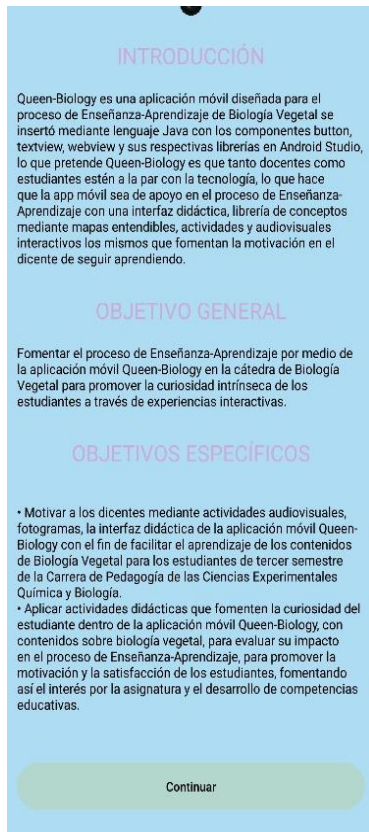 INTRODUCCIÓN
Queen-Biology es una aplicación móvil diseñada para el
proceso de Enseñanza-Aprendizaje de Biología Vegetal se
insertó mediante lenguaje Java con los componentes button,
textview, webview y sus respectivas librerías en Android Studio,
lo que pretende Queen-Biology es que tanto docentes como
estudiantes estén a la par con la tecnología, lo que hace
que la app móvil sea de apoyo en el proceso de Enseñanza-
Aprendizaje con una interfaz didáctica, librería de conceptos
mediante mapas entendibles, actividades y audiovisuales
interactivos los mismos que fomentan la motivación en el
dicente de seguir aprendiendo.
OBJETIVO GENERAL
Fomentar el proceso de Enseñanza-Aprendizaje por medio de
la aplicación móvil Queen-Biology en la cátedra de Biología
Vegetal para promover la curiosidad intrínseca de los
estudiantes a través de experiencias interactivas.
OBJETIVOS ESPECÍFICOS
• Motivar a los dicentes mediante actividades audiovisuales,
fotogramas, la interfaz didáctica de la aplicación móvil Queen-
Biology con el fin de facilitar el aprendizaje de los contenidos
de Biología Vegetal para los estudiantes de tercer semestre
de la Carrera de Pedagogía de las Ciencias Experimentales
Química y Biología.
• Aplicar actividades didácticas que fomenten la curiosidad del
estudiante dentro de la aplicación móvil Queen-Biology, con
contenidos sobre biología vegetal, para evaluar su impacto
en el proceso de Enseñanza-Aprendizaje, para promover la
motivación y la satisfacción de los estudiantes, fomentando
así el interés por la asignatura y el desarrollo de competencias
educativas.
Continuar